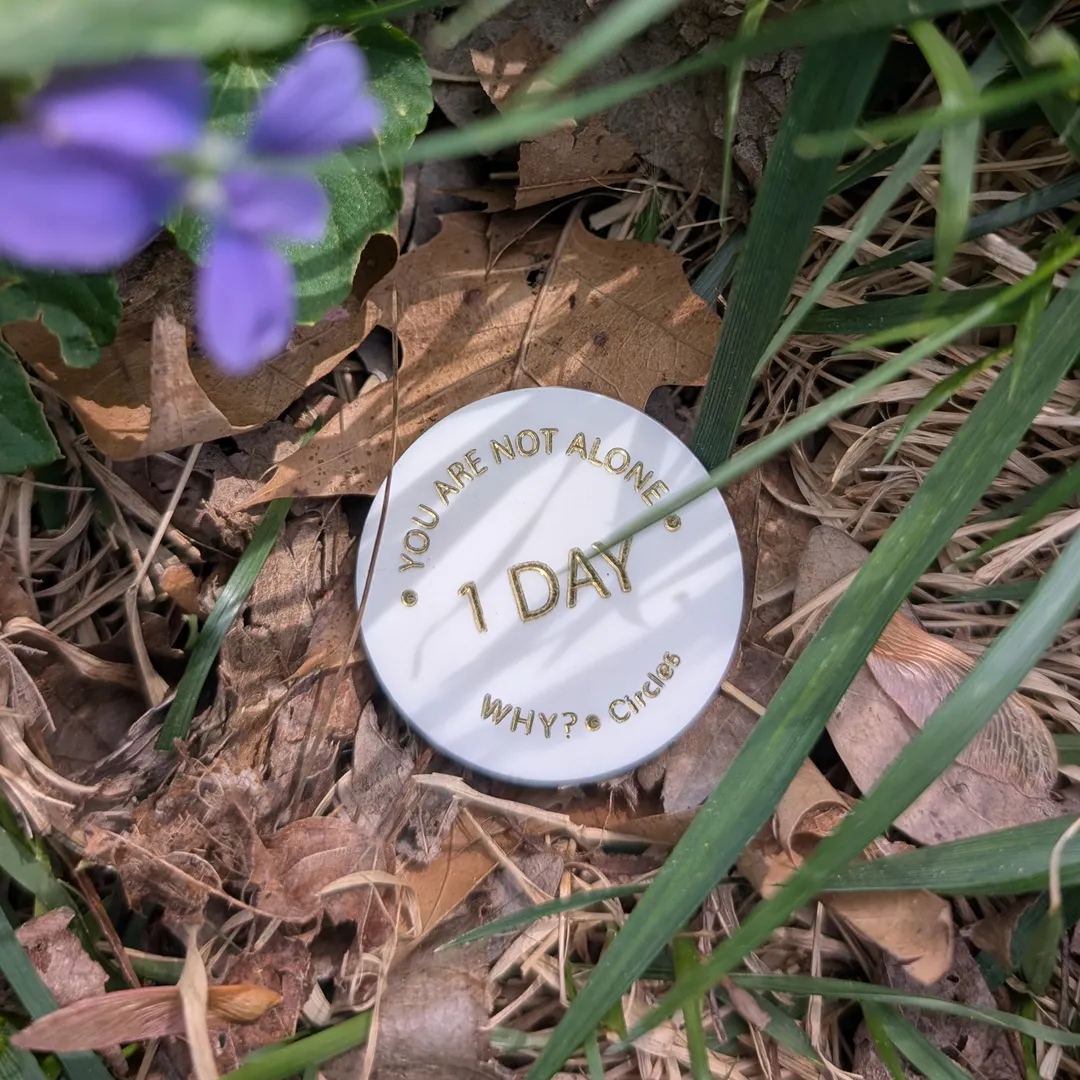 • YOU ARE NOT ALONE •
1 DAY
WHY? • Circles